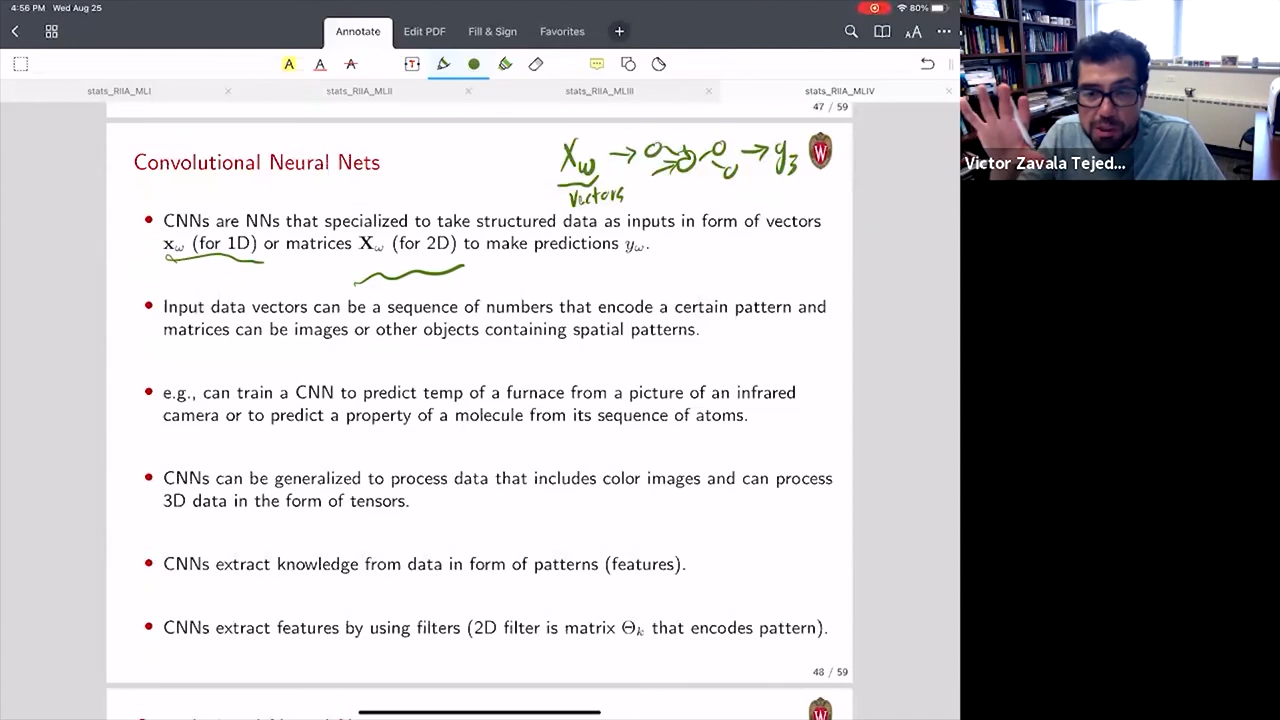 4:56 PM Wed Aug 25
80%
Annotate Edit PDF Fill & Sign Favorites
A A A T AA
stats_RIIA_MLI stats_RIIA_MLII stats_RIIA_MLIII stats_RIIA_MLIV
47 / 59
Convolutional Neural Nets
Xω → → y3
vectors
W
Victor Zavala Tejed...
• CNNs are NNs that specialized to take structured data as inputs in form of vectors
xω (for 1D) or matrices Xω (for 2D) to make predictions yω.
• Input data vectors can be a sequence of numbers that encode a certain pattern and
matrices can be images or other objects containing spatial patterns.
• e.g., can train a CNN to predict temp of a furnace from a picture of an infrared
camera or to predict a property of a molecule from its sequence of atoms.
• CNNs can be generalized to process data that includes color images and can process
3D data in the form of tensors.
• CNNs extract knowledge from data in form of patterns (features).
• CNNs extract features by using filters (2D filter is matrix Θk that encodes pattern).
48 / 59